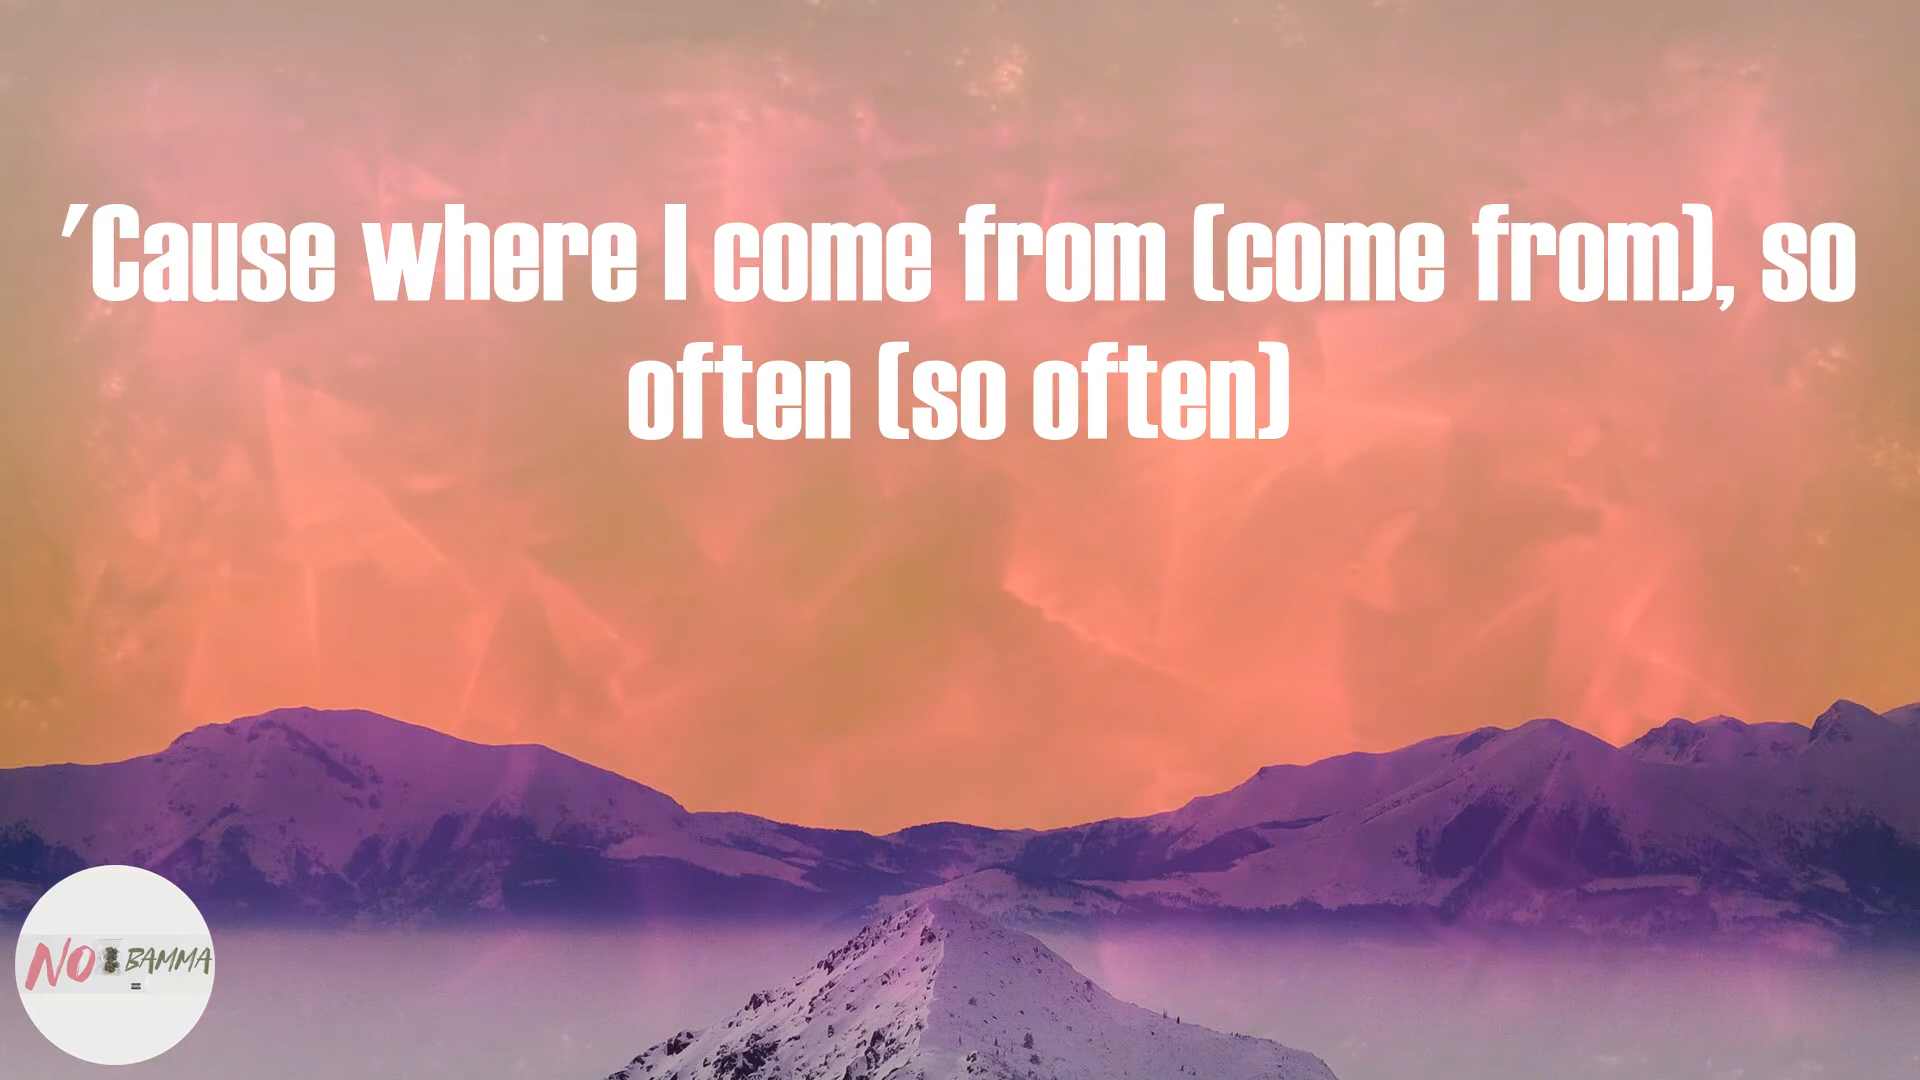 'Cause where I come from (come from), so
often (so often)
NO BAMMA